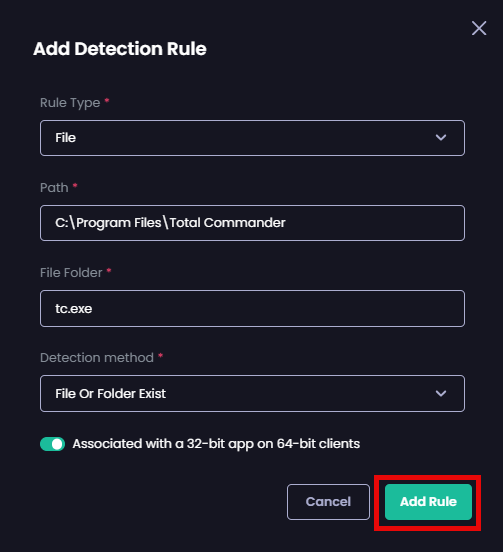 Add Detection Rule
Rule Type *
File
Path *
C:\Program Files\Total Commander
File Folder *
tc.exe
Detection method *
File Or Folder Exist
Associated with a 32-bit app on 64-bit clients
Cancel
Add Rule